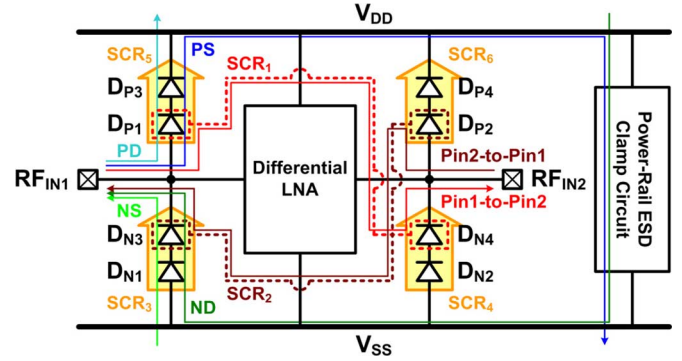 VDD
SCR5
PS
SCR1
SCR6
DP3
DP4
DP1
DP2
PD
Pin2-to-Pin1
RFIN1
Differential
LNA
RFIN2
NS
Pin1-to-Pin2
DN3
DN4
DN1
DN2
SCR3
SCR2
ND
SCR4
VSS
Power-Rail ESD
Clamp Circuit